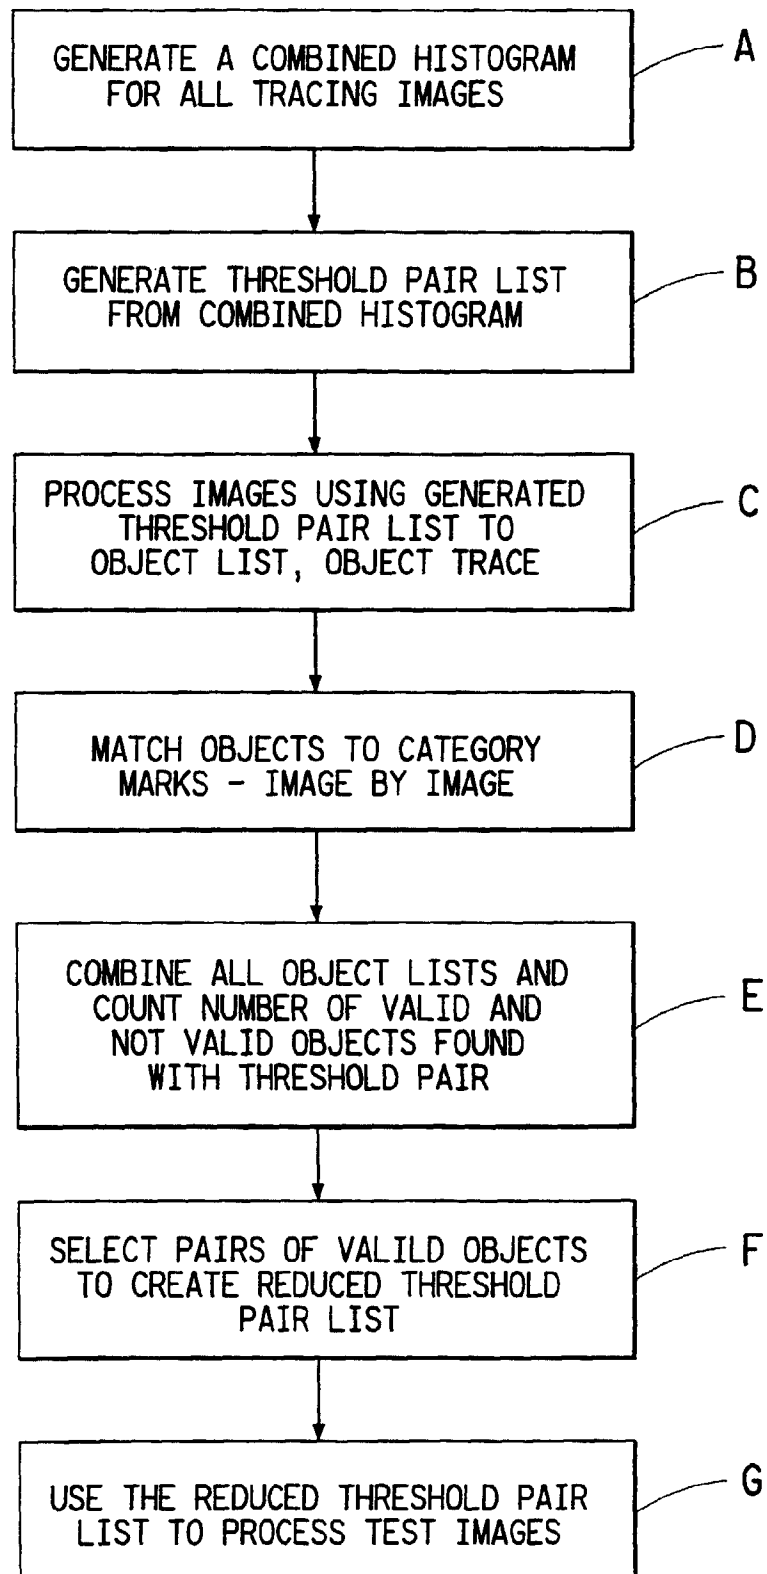 GENERATE A COMBINED HISTOGRAM
FOR ALL TRACING IMAGES
A
GENERATE THRESHOLD PAIR LIST
FROM COMBINED HISTOGRAM
B
PROCESS IMAGES USING GENERATED
THRESHOLD PAIR LIST TO
OBJECT LIST, OBJECT TRACE
C
MATCH OBJECTS TO CATEGORY
MARKS - IMAGE BY IMAGE
D
COMBINE ALL OBJECT LISTS AND
COUNT NUMBER OF VALID AND
NOT VALID OBJECTS FOUND
WITH THRESHOLD PAIR
E
SELECT PAIRS OF VALILD OBJECTS
TO CREATE REDUCED THRESHOLD
PAIR LIST
F
USE THE REDUCED THRESHOLD PAIR
LIST TO PROCESS TEST IMAGES
G